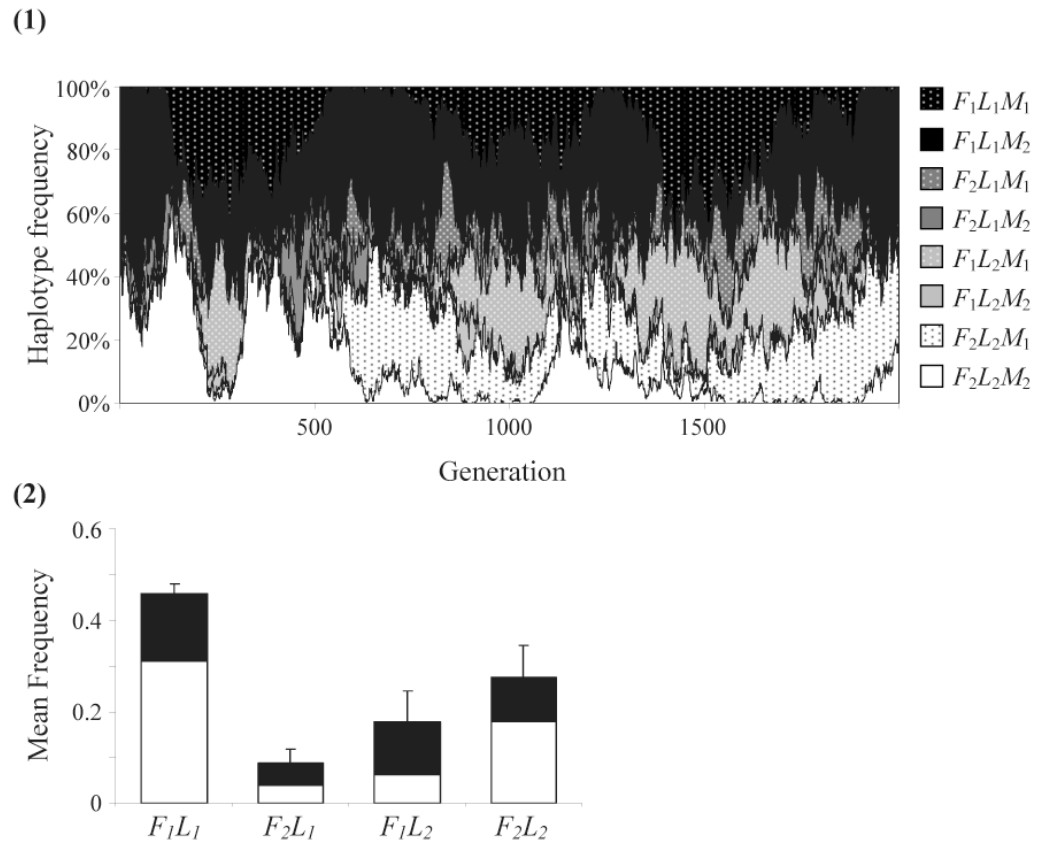 (1)
100%
80%
60%
40%
20%
0%
Haplotype frequency
500
1000
1500
Generation
F₁L₁M₁
F₁L₁M₂
F₂L₁M₁
F₂L₁M₂
F₁L₂M₁
F₁L₂M₂
F₂L₂M₁
F₂L₂M₂
(2)
0.6
0.4
0.2
0
Mean Frequency
F₁L₁
F₂L₁
F₁L₂
F₂L₂